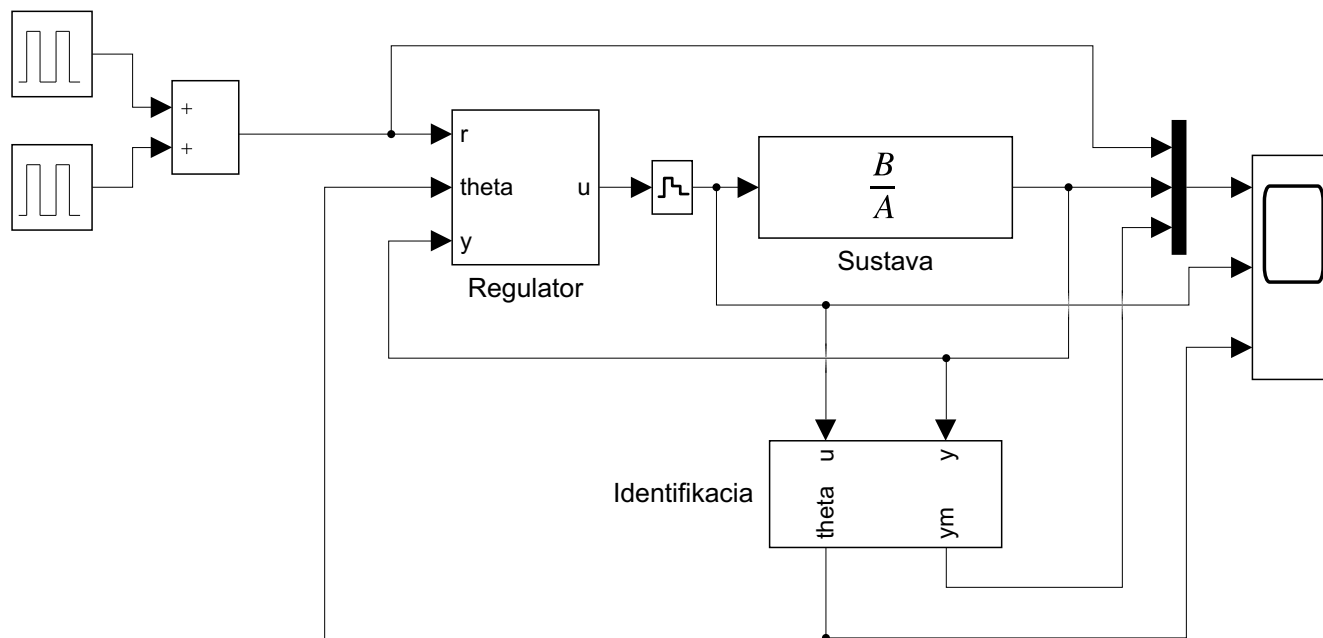 +
+
r
theta
y
u
Regulator
B
A
Sustava
u
y
theta
ym
Identifikacia